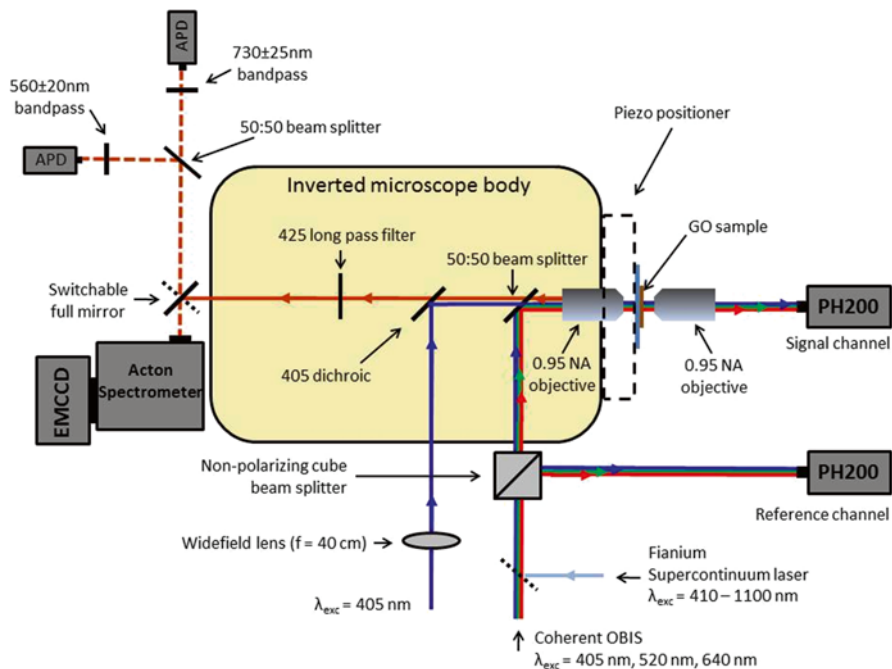 APD
730±25nm
bandpass
560±20nm
bandpass
50:50 beam splitter
APD
Piezo positioner
Inverted microscope body
GO sample
425 long pass filter
50:50 beam
splitter
Switchable
full mirror
PH200
Signal channel
405 dichroic
0.95 NA
objective
0.95 NA
objective
EMCCD
Acton
Spectrometer
Non-polarizing cube
beam splitter
PH200
Reference channel
Widefield lens (f = 40 cm)
Fianium
Supercontinuum laser
λexc = 410 – 1100 nm
λexc = 405 nm
Coherent OBIS
λexc = 405 nm, 520 nm, 640 nm